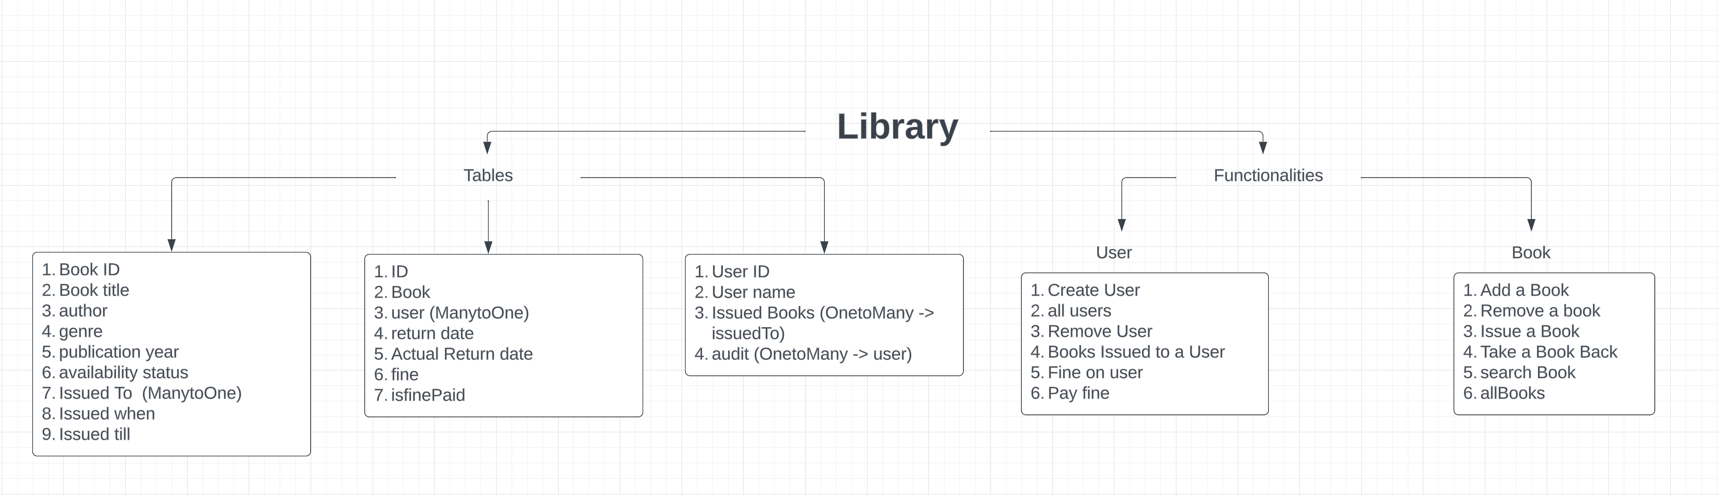 Library
Tables
Functionalities
1. Book ID
2. Book title
3. author
4. genre
5. publication year
6. availability status
7. Issued To  (ManytoOne)
8. Issued when
9. Issued till
1. ID
2. Book
3. user (ManytoOne)
4. return date
5. Actual Return date
6. fine
7. isfinePaid
1. User ID
2. User name
3. Issued Books (OnetoMany ->
issuedTo)
4. audit (OnetoMany -> user)
User
1. Create User
2. all users
3. Remove User
4. Books Issued to a User
5. Fine on user
6. Pay fine
Book
1. Add a Book
2. Remove a book
3. Issue a Book
4. Take a Book Back
5. search Book
6. allBooks